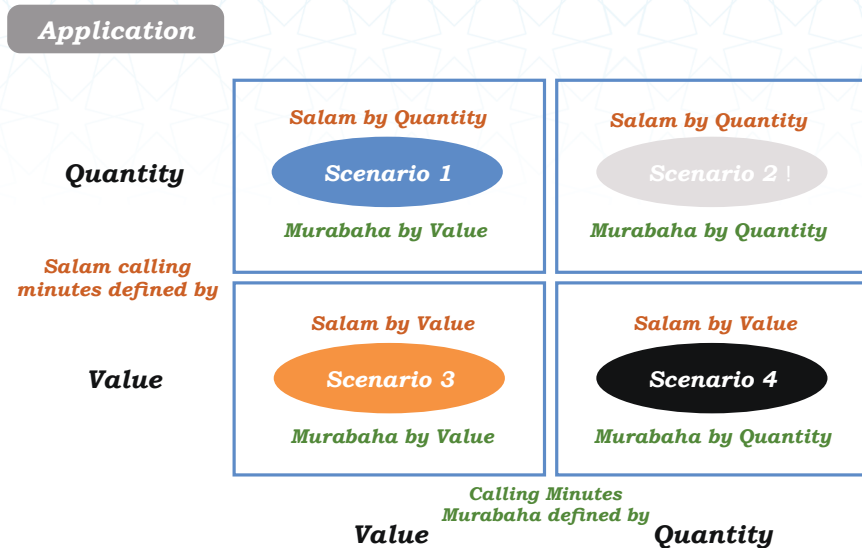 Application
Salam by Quantity
Salam by Quantity
Quantity
Scenario 1
Scenario 2 !
Murabaha by Value
Murabaha by Quantity
Salam calling
minutes defined by
Salam by Value
Salam by Value
Value
Scenario 3
Scenario 4
Murabaha by Value
Murabaha by Quantity
Calling Minutes
Murabaha defined by
Value
Quantity